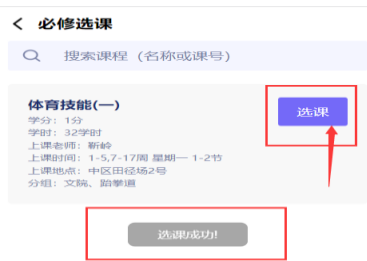 必修选课
搜索课程（名称或课号）
体育技能(一)
选课
学分：1分
学时：32学时
上课老师：靳龄
上课时间：1-5,7-17周 星期一 1-2节
上课地点：中区田径场2号
分组：文院、跆拳道
选课成功!